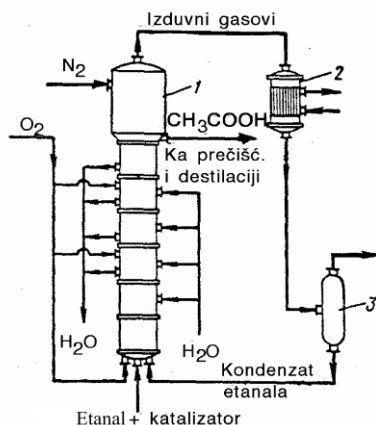 Izduvni gasovi
N2
1
2
CH3COOH
O2
Ka prečišć.
i destilaciji
3
H2O
H2O
Kondenzat
etanala
Etanal + katalizator